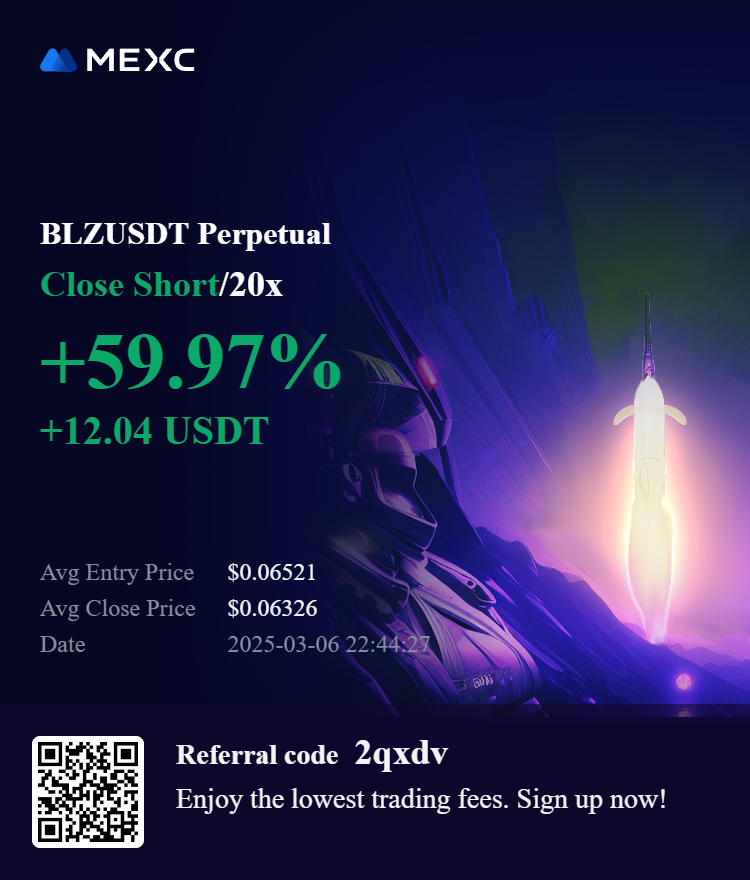 MEXC
BLZUSDT Perpetual
Close Short/20x
+59.97%
+12.04 USDT
Avg Entry Price $0.06521
Avg Close Price $0.06326
Date 2025-03-06 22:44:27
Referral code 2qxdv
Enjoy the lowest trading fees. Sign up now!